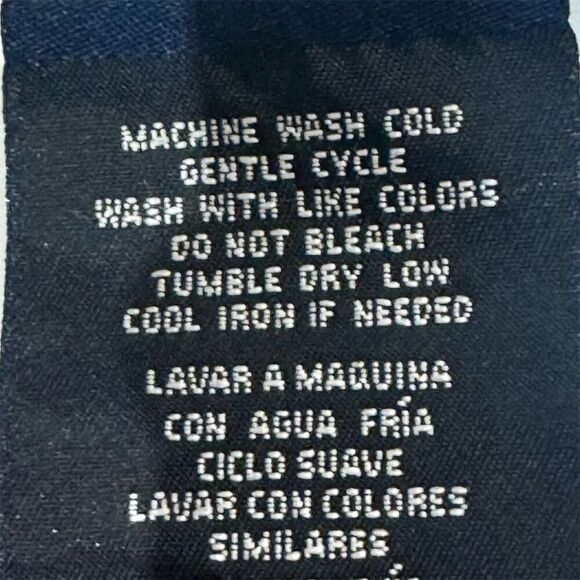 MACHINE WASH COLD
GENTLE CYCLE
WASH WITH LIKE COLORS
DO NOT BLEACH
TUMBLE DRY LOW
COOL IRON IF NEEDED
LAVAR A MAQUINA
CON AGUA FRÍA
CICLO SUAVE
LAVAR CON COLORES
SIMILARES